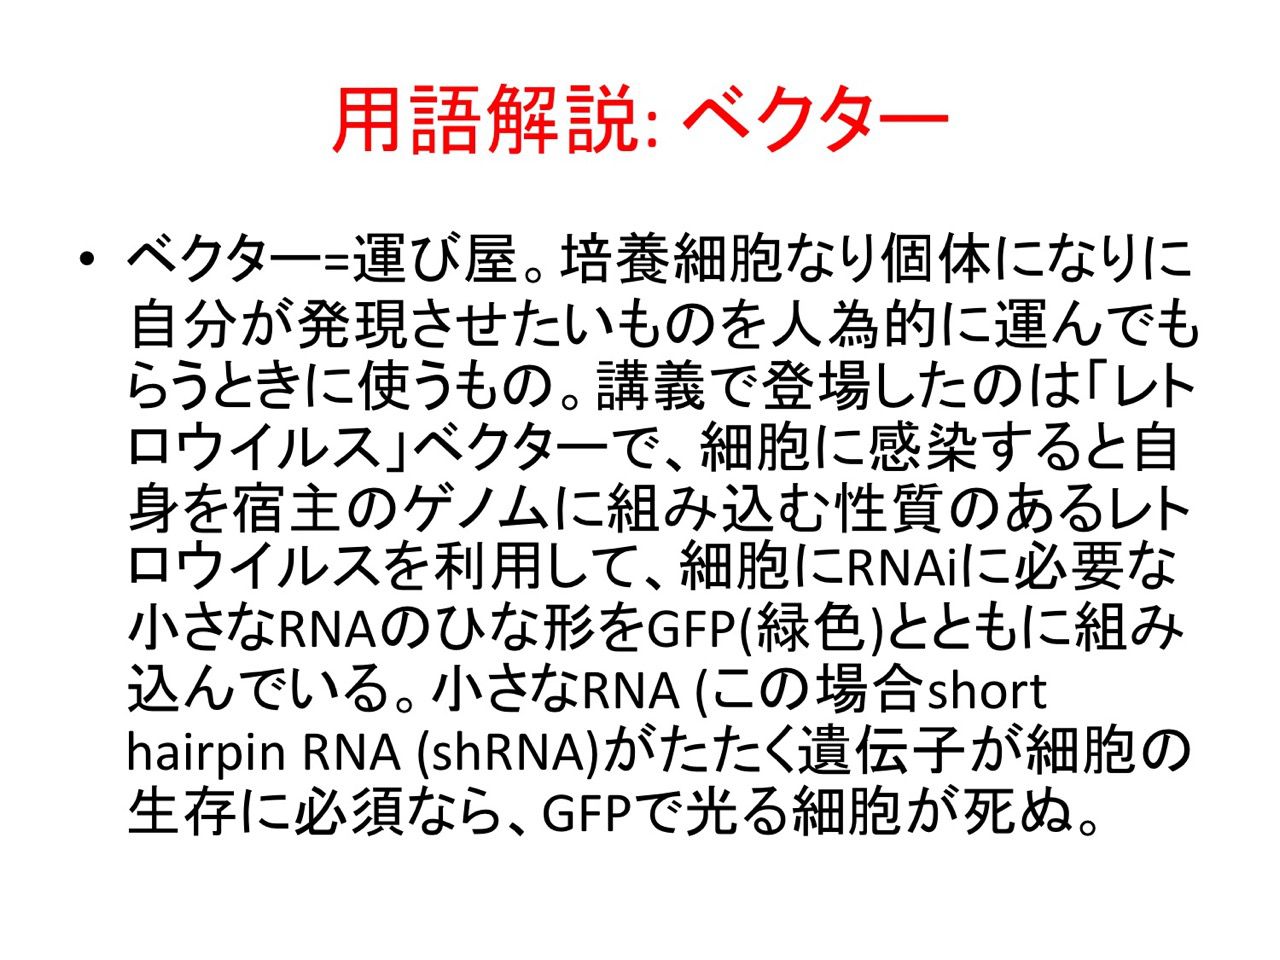 用語解説: ベクター
• ベクター=運び屋。培養細胞なり個体になりに
自分が発現させたいものを人為的に運んでも
らうときに使うもの。講義で登場したのは「レト
ロウイルス」ベクターで、細胞に感染すると自
身を宿主のゲノムに組み込む性質のあるレト
ロウイルスを利用して、細胞にRNAiに必要な
小さなRNAのひな形をGFP(緑色)とともに組み
込んでいる。小さなRNA (この場合short
hairpin RNA (shRNA)がたたく遺伝子が細胞の
生存に必須なら、GFPで光る細胞が死ぬ。